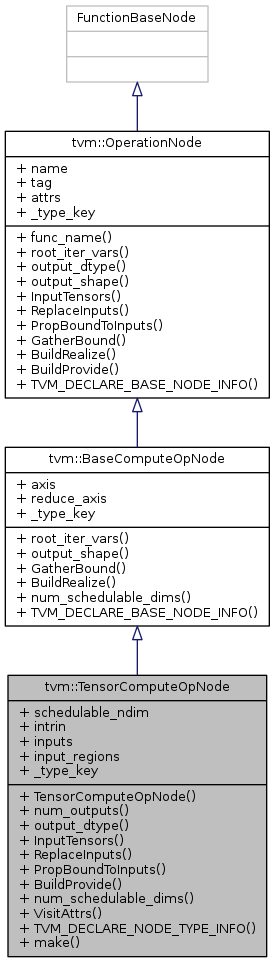 FunctionBaseNode
tvm::OperationNode
+ name
+ tag
+ attrs
+ _type_key
+ func_name()
+ root_iter_vars()
+ output_dtype()
+ output_shape()
+ InputTensors()
+ ReplaceInputs()
+ PropBoundToInputs()
+ GatherBound()
+ BuildRealize()
+ BuildProvide()
+ TVM_DECLARE_BASE_NODE_INFO()
tvm::BaseComputeOpNode
+ axis
+ reduce_axis
+ _type_key
+ root_iter_vars()
+ output_shape()
+ GatherBound()
+ BuildRealize()
+ num_schedulable_dims()
+ TVM_DECLARE_BASE_NODE_INFO()
tvm::TensorComputeOpNode
+ schedulable_ndim
+ intrin
+ inputs
+ input_regions
+ _type_key
+ TensorComputeOpNode()
+ num_outputs()
+ output_dtype()
+ InputTensors()
+ ReplaceInputs()
+ PropBoundToInputs()
+ BuildProvide()
+ num_schedulable_dims()
+ VisitAttrs()
+ TVM_DECLARE_NODE_TYPE_INFO()
+ make()